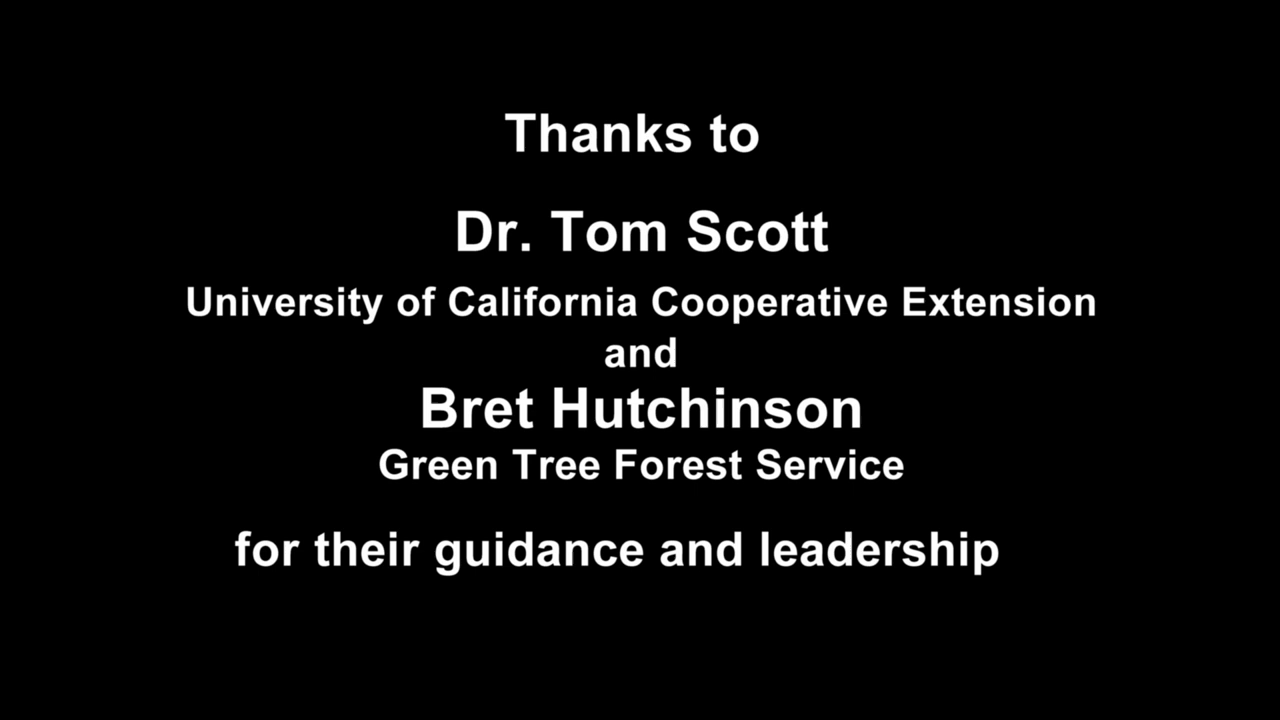 Thanks to
Dr. Tom Scott
University of California Cooperative Extension
and
Bret Hutchinson
Green Tree Forest Service
for their guidance and leadership